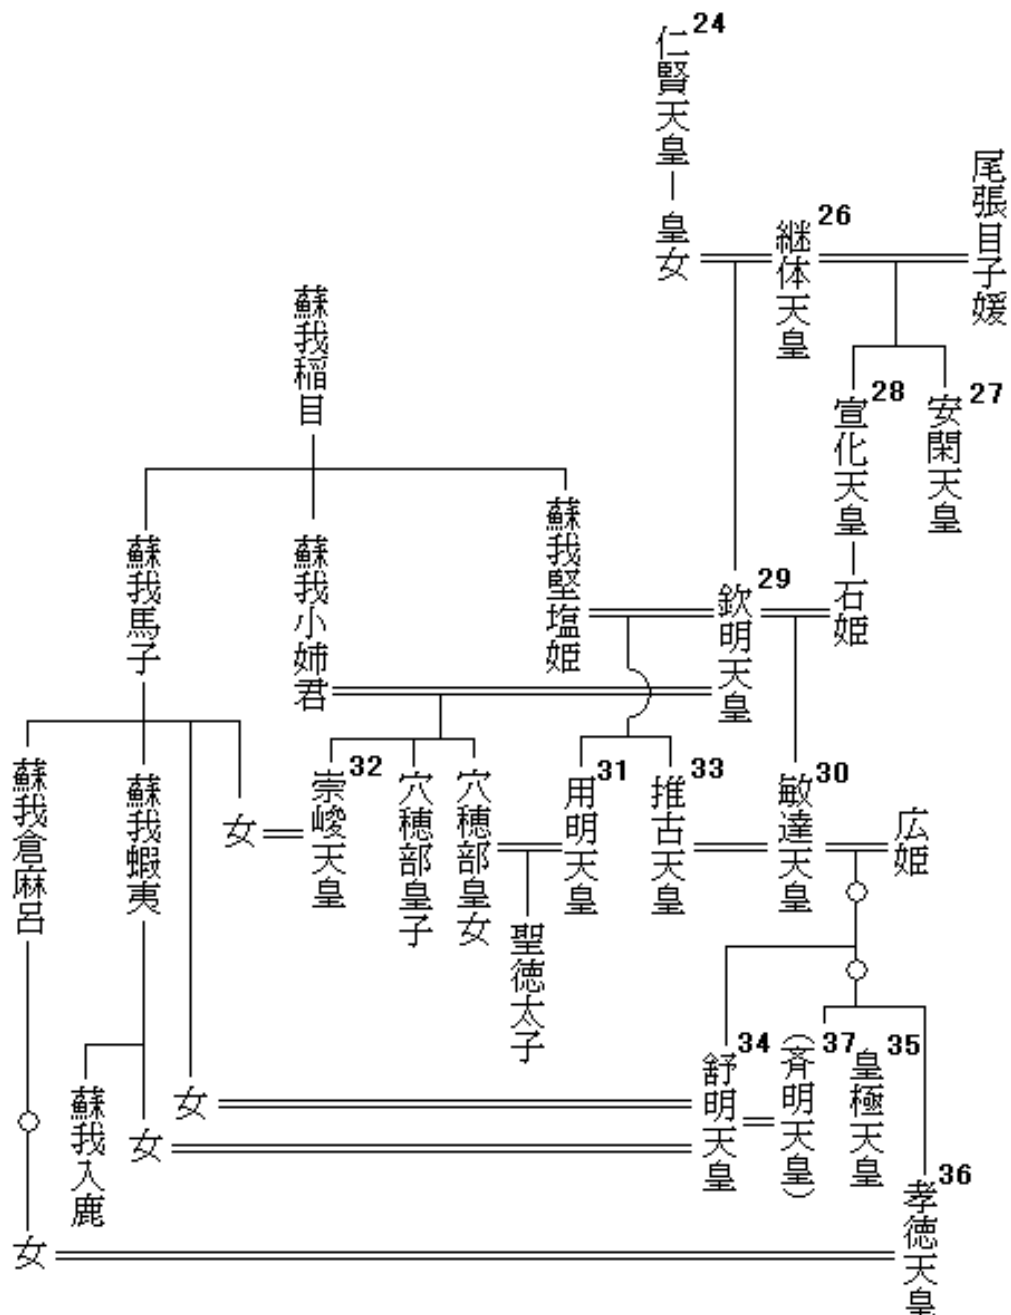 24
仁賢天皇
皇女
26
継体天皇
尾張目子媛
蘇我稲目
28
宣化天皇
27
安閑天皇
蘇我馬子
蘇我小姉君
蘇我堅塩姫
29
欽明天皇
石姫
蘇我倉麻呂
蘇我蝦夷
女
32
崇峻天皇
穴穂部皇子
穴穂部皇女
31
用明天皇
33
推古天皇
30
敏達天皇
広姫
聖徳太子
蘇我入鹿
女
女
34
舒明天皇
37
(斉明天皇)
35
皇極天皇
36
孝徳天皇
女